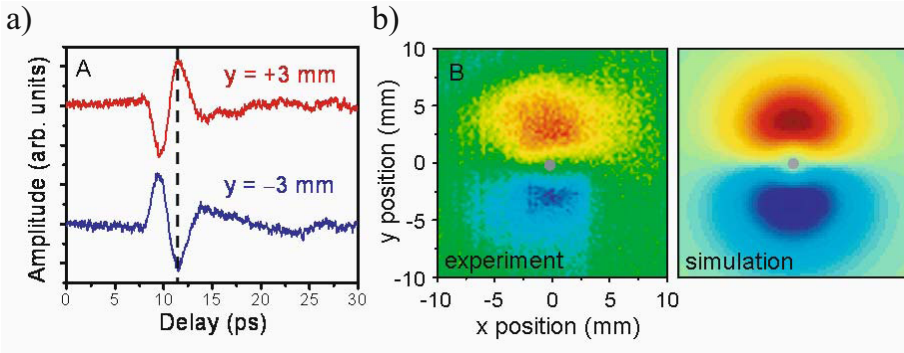 a)
A
y = +3 mm
y = −3 mm
Amplitude (arb. units)
0 5 10 15 20 25 30
Delay (ps)
b)
B
10
5
0
-5
-10
y position (mm)
experiment
-10 -5 0 5 10
x position (mm)
simulation